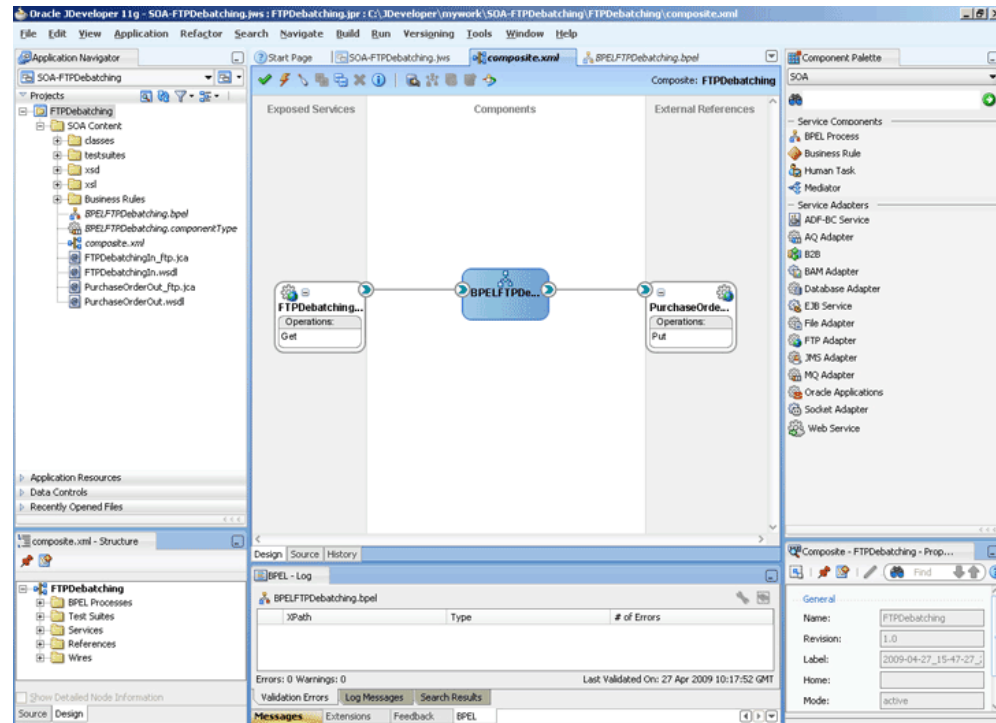 Oracle JDeveloper 11g - SOA-FTPDebatching.jws : FTPDebatching.jpr : C:\JDeveloper\mywork\SOA-FTPDebatching\FTPDebatching\composite.xml
File Edit View Application Refactor Search Navigate Build Run Versioning Tools Window Help
Application Navigator
SOA-FTPDebatching
Projects
FTPDebatching
SOA Content
classes
testsuites
xsd
xsl
Business Rules
BPELFTPDebatching.bpel
BPELFTPDebatching.componentType
composite.xml
FTPDebatchingIn_ftp.jca
FTPDebatchingIn.wsdl
PurchaseOrderOut_ftp.jca
PurchaseOrderOut.wsdl
Application Resources
Data Controls
Recently Opened Files
composite.xml - Structure
FTPDebatching
BPEL Processes
Test Suites
Services
References
Wires
Show Detailed Node Information
Source Design
Start Page SOA-FTPDebatching.jws composite.xml BPELFTPDebatching.bpel
Composite: FTPDebatching
Exposed Services Components External References
FTPDebatching...
Operations:
Get
BPELFTPDe...
PurchaseOrde...
Operations:
Put
Design Source History
BPEL - Log
BPELFTPDebatching.bpel
XPath Type # of Errors
Errors: 0 Warnings: 0 Last Validated On: 27 Apr 2009 10:17:52 GMT
Validation Errors Log Messages Search Results
Messages Extensions Feedback BPEL
Component Palette
SOA
Service Components
BPEL Process
Business Rule
Human Task
Mediator
Service Adapters
ADF-BC Service
AQ Adapter
B2B
BAM Adapter
Database Adapter
EJB Service
File Adapter
FTP Adapter
JMS Adapter
MQ Adapter
Oracle Applications
Socket Adapter
Web Service
Composite - FTPDebatching - Prop...
Find
General
Name: FTPDebatching
Revision: 1.0
Label: 2009-04-27_15-47-27_
Home:
Mode: active